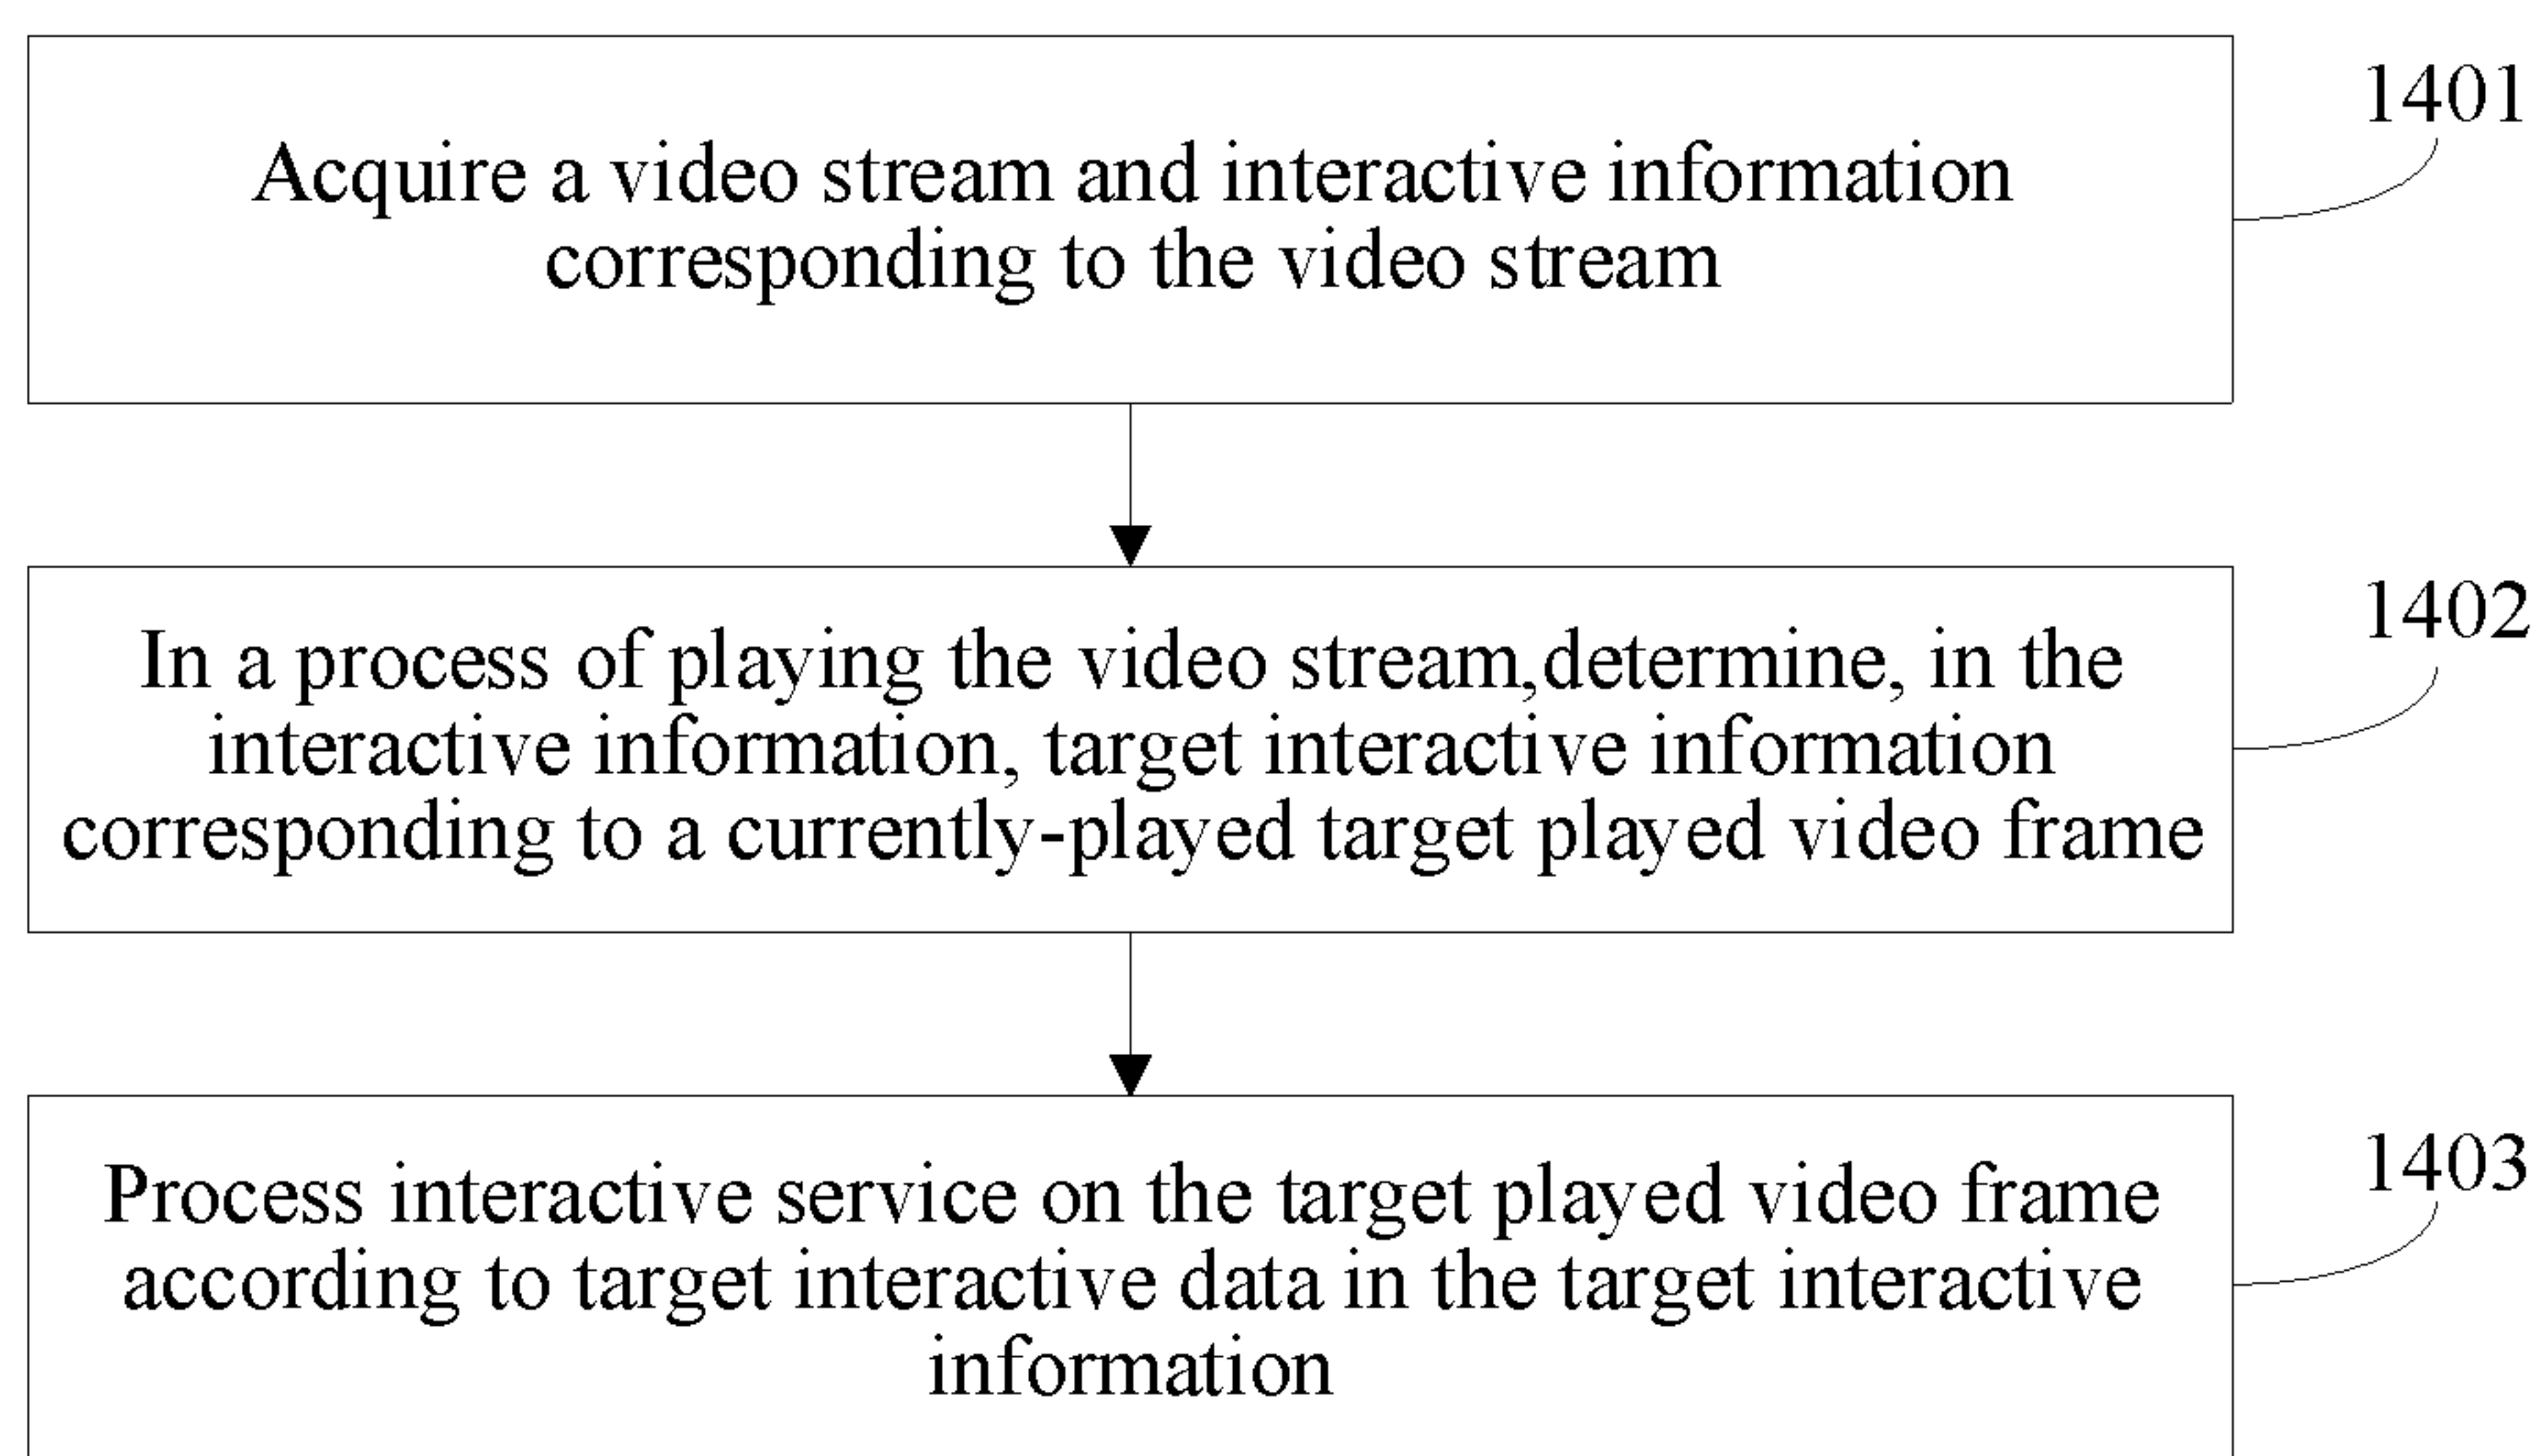 1401
Acquire a video stream and interactive information
corresponding to the video stream
1402
In a process of playing the video stream,determine, in the
interactive information, target interactive information
corresponding to a currently-played target played video frame
1403
Process interactive service on the target played video frame
according to target interactive data in the target interactive
information